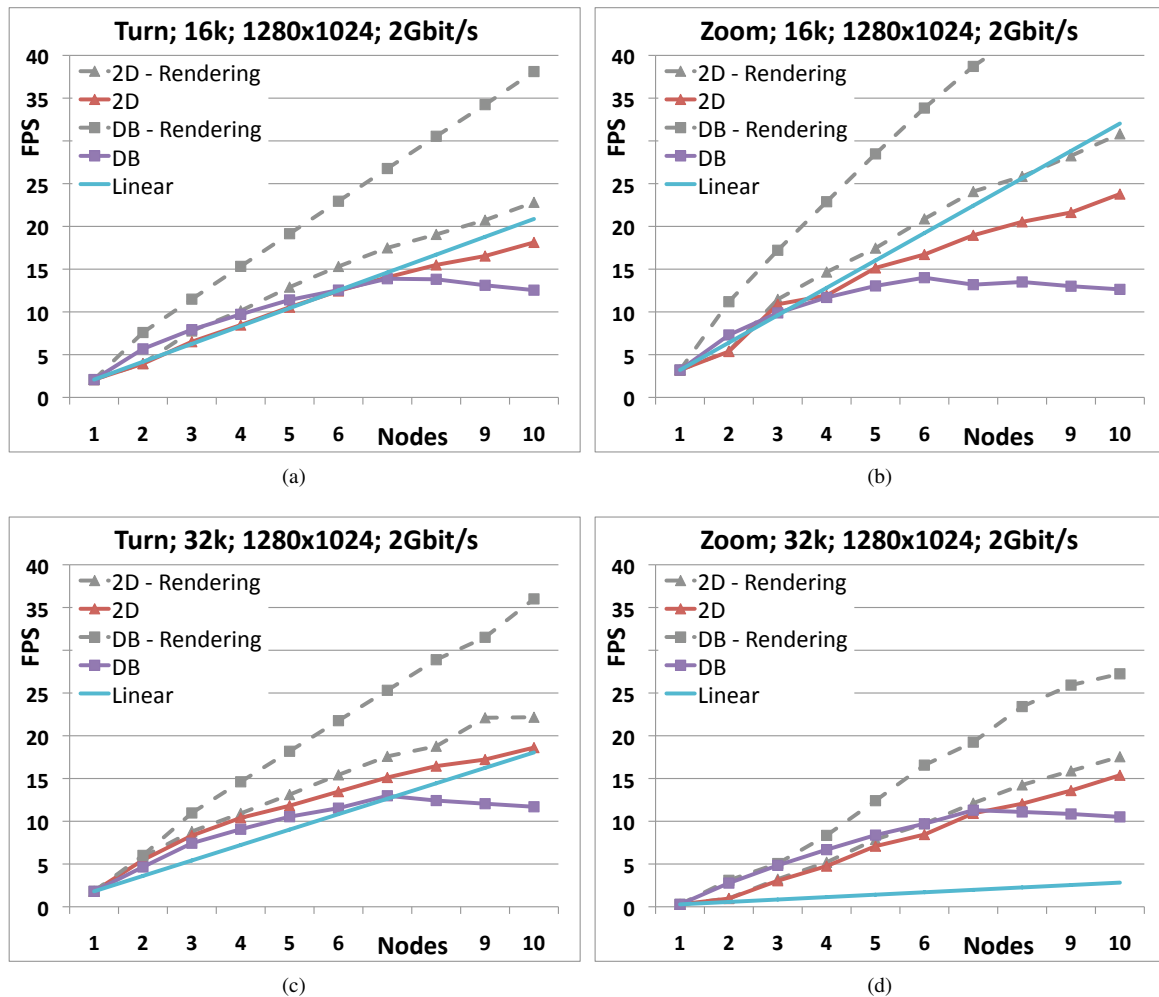 Turn; 16k; 1280x1024; 2Gbit/s
40
35
30
25
20
15
10
5
0
FPS
2D - Rendering
2D
DB - Rendering
DB
Linear
1 2 3 4 5 6 Nodes 9 10
(a)
Zoom; 16k; 1280x1024; 2Gbit/s
40
35
30
25
20
15
10
5
0
FPS
2D - Rendering
2D
DB - Rendering
DB
Linear
1 2 3 4 5 6 Nodes 9 10
(b)
Turn; 32k; 1280x1024; 2Gbit/s
40
35
30
25
20
15
10
5
0
FPS
2D - Rendering
2D
DB - Rendering
DB
Linear
1 2 3 4 5 6 Nodes 9 10
(c)
Zoom; 32k; 1280x1024; 2Gbit/s
40
35
30
25
20
15
10
5
0
FPS
2D - Rendering
2D
DB - Rendering
DB
Linear
1 2 3 4 5 6 Nodes 9 10
(d)